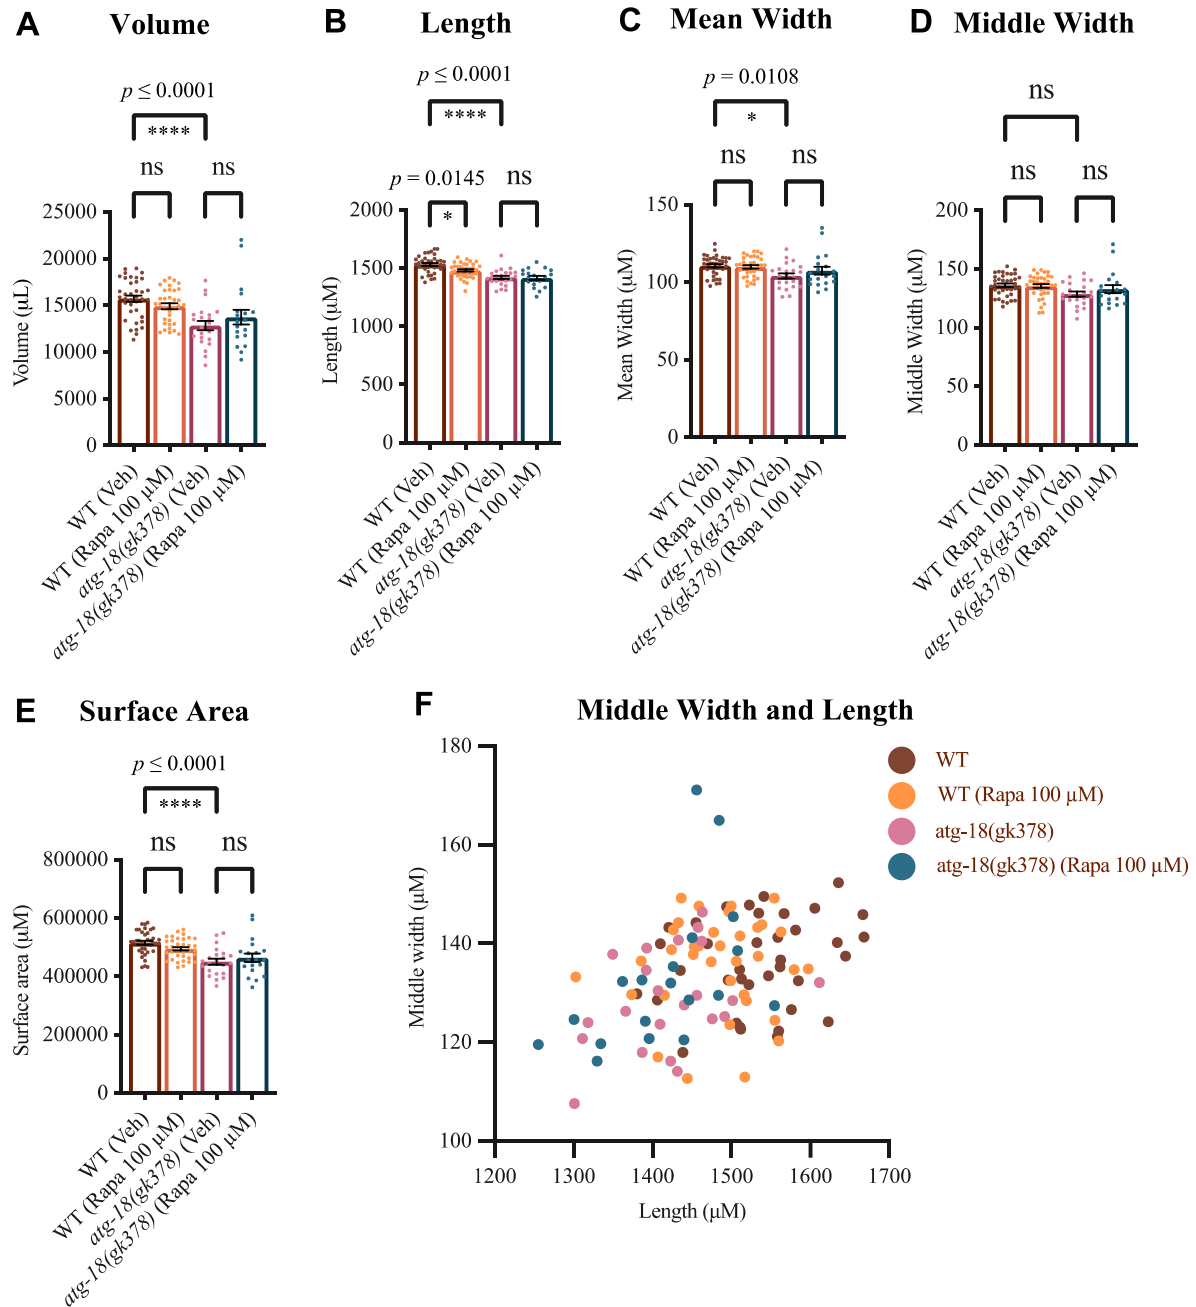 A Volume
p ≤ 0.0001
****
ns ns
25000
20000
15000
10000
5000
0
Volume (µL)
WT (Veh)
WT (Rapa 100 µM)
atg-18(gk378) (Veh)
atg-18(gk378) (Rapa 100 µM)
B Length
p ≤ 0.0001
****
p = 0.0145 ns
*
2000
1500
1000
500
0
Length (µM)
WT (Veh)
WT (Rapa 100 µM)
atg-18(gk378) (Veh)
atg-18(gk378) (Rapa 100 µM)
C Mean Width
p = 0.0108
*
ns ns
150
100
50
0
Mean Width (µM)
WT (Veh)
WT (Rapa 100 µM)
atg-18(gk378) (Veh)
atg-18(gk378) (Rapa 100 µM)
D Middle Width
ns
ns ns
200
150
100
50
0
Middle Width (µM)
WT (Veh)
WT (Rapa 100 µM)
atg-18(gk378) (Veh)
atg-18(gk378) (Rapa 100 µM)
E Surface Area
p ≤ 0.0001
****
ns ns
800000
600000
400000
200000
0
Surface area (µM)
WT (Veh)
WT (Rapa 100 µM)
atg-18(gk378) (Veh)
atg-18(gk378) (Rapa 100 µM)
F Middle Width and Length
180
160
140
120
100
Middle width (µM)
1200 1300 1400 1500 1600 1700
Length (µM)
WT
WT (Rapa 100 µM)
atg-18(gk378)
atg-18(gk378) (Rapa 100 µM)